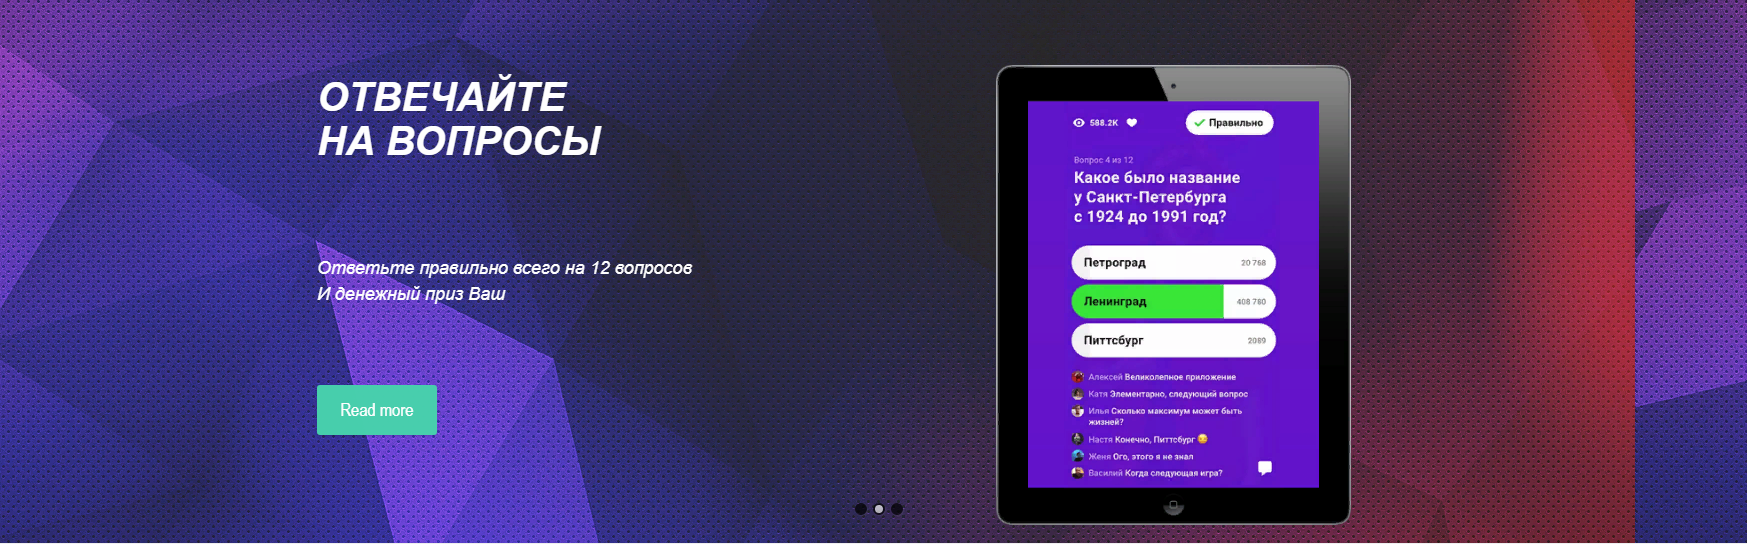 ОТВЕЧАЙТЕ
НА ВОПРОСЫ
Ответьте правильно всего на 12 вопросов
И денежный приз Ваш
Read more
588.2K
Правильно
Вопрос 4 из 12
Какое было название
у Санкт-Петербурга
с 1924 до 1991 год?
Петроград 20 768
Ленинград 408 780
Питтсбург 2089
Алексей Великолепное приложение
Катя Элементарно, следующий вопрос
Илья Сколько максимум может быть
жизней?
Настя Конечно, Питтсбург 😳
Женя Ого, этого я не знал
Василий Когда следующая игра?